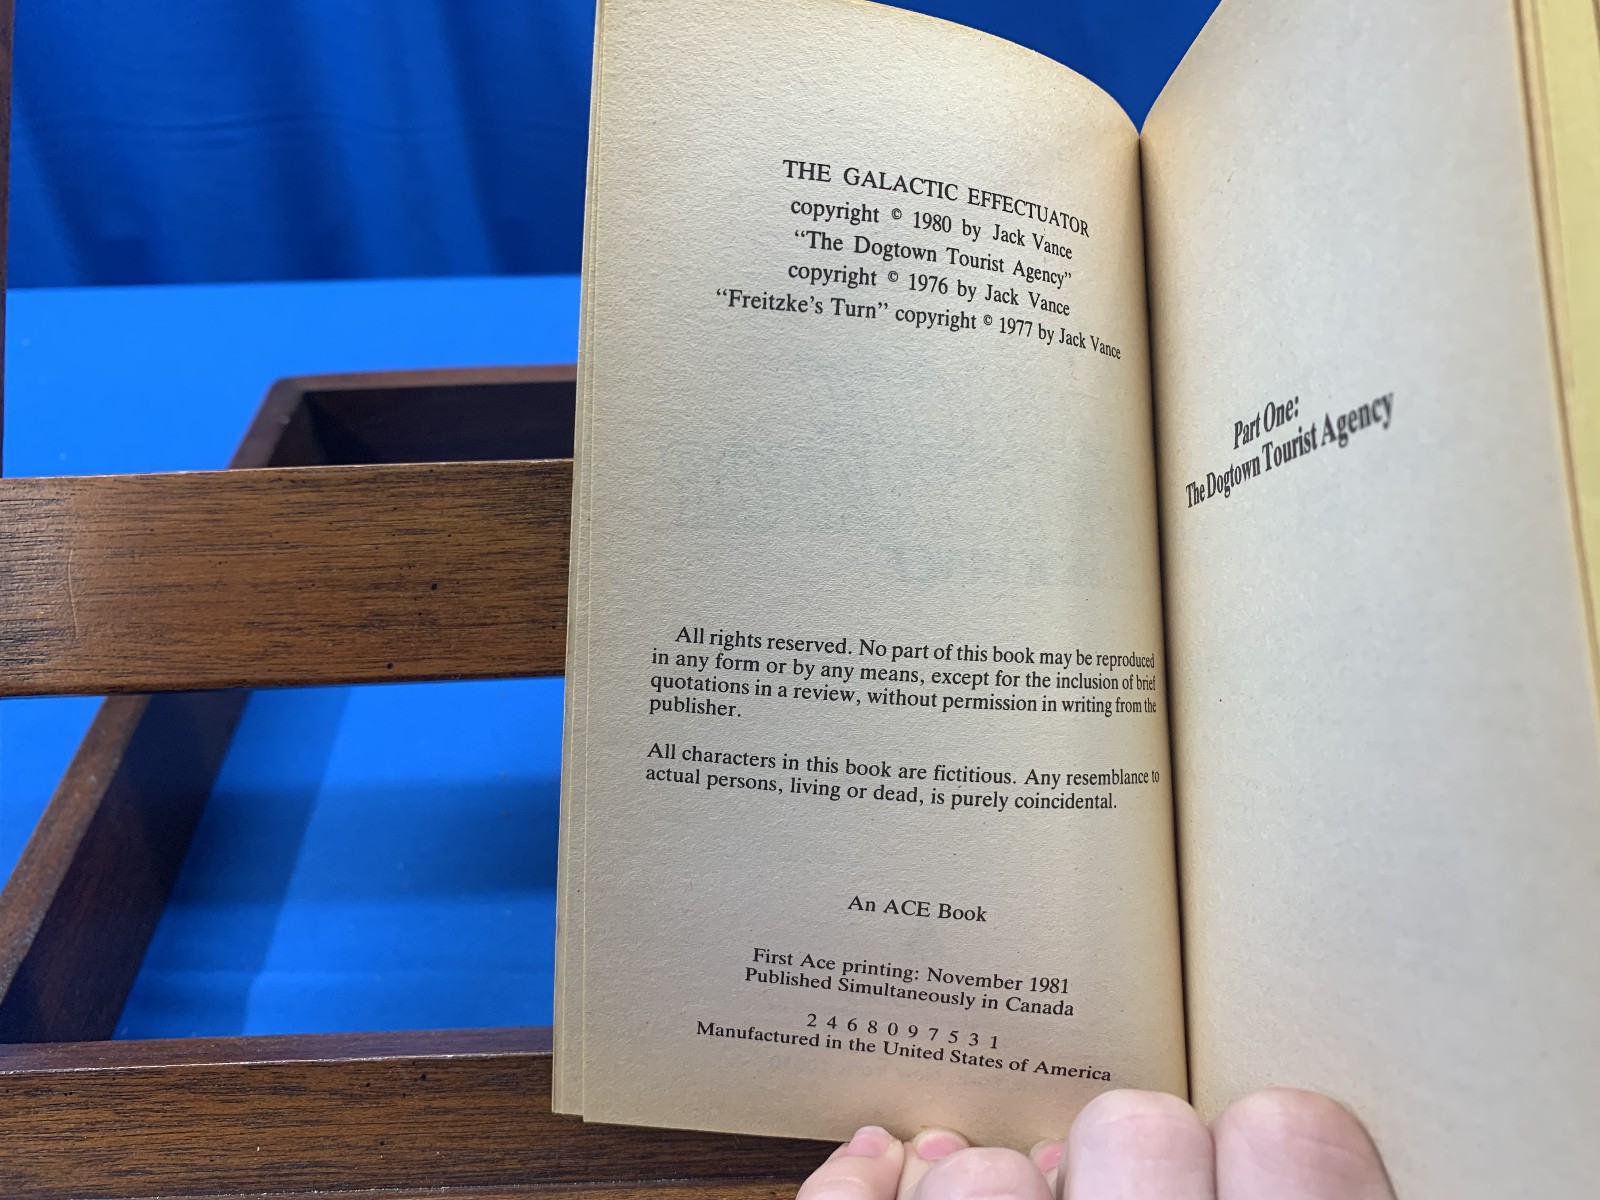 THE GALACTIC EFFECTUATOR
copyright © 1980 by Jack Vance
“The Dogtown Tourist Agency”
copyright © 1976 by Jack Vance
“Freitzke’s Turn” copyright © 1977 by Jack Vance
All rights reserved. No part of this book may be reproduced
in any form or by any means, except for the inclusion of brief
quotations in a review, without permission in writing from the
publisher.
All characters in this book are fictitious. Any resemblance to
actual persons, living or dead, is purely coincidental.
An ACE Book
First Ace printing: November 1981
Published Simultaneously in Canada
2 4 6 8 0 9 7 5 3 1
Manufactured in the United States of America
Part One:
The Dogtown Tourist Agency